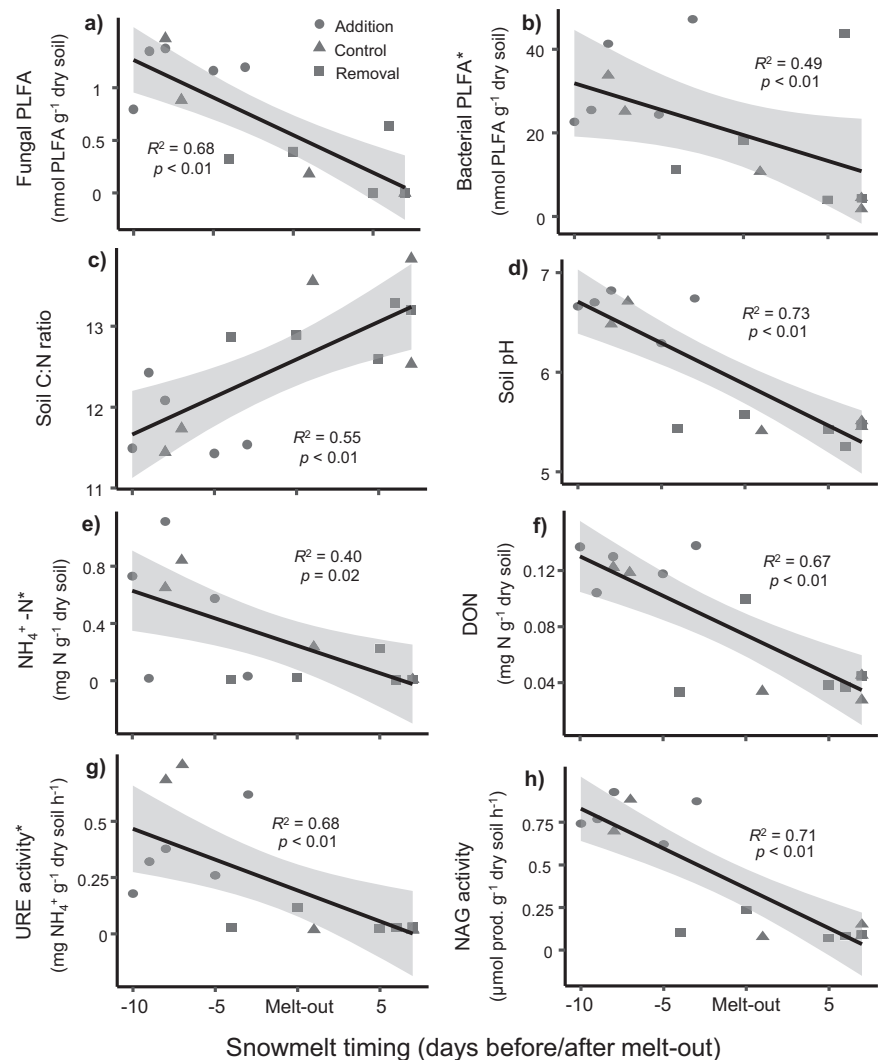 a)
Addition
Control
Removal
Fungal PLFA
(nmol PLFA g⁻¹ dry soil)
1
0.5
0
R² = 0.68
p < 0.01
b)
Bacterial PLFA*
(nmol PLFA g⁻¹ dry soil)
40
20
0
R² = 0.49
p < 0.01
c)
Soil C:N ratio
13
12
11
R² = 0.55
p < 0.01
d)
Soil pH
7
6
5
R² = 0.73
p < 0.01
e)
NH₄⁺ -N*
(mg N g⁻¹ dry soil)
0.8
0.4
0
R² = 0.40
p = 0.02
f)
DON
(mg N g⁻¹ dry soil)
0.12
0.08
0.04
R² = 0.67
p < 0.01
g)
URE activity*
(mg NH₄⁺ g⁻¹ dry soil h⁻¹)
0.5
0.25
0
R² = 0.68
p < 0.01
-10
-5
Melt-out
5
h)
NAG activity
(µmol prod. g⁻¹ dry soil h⁻¹)
0.75
0.5
0.25
0
R² = 0.71
p < 0.01
-10
-5
Melt-out
5
Snowmelt timing (days before/after melt-out)